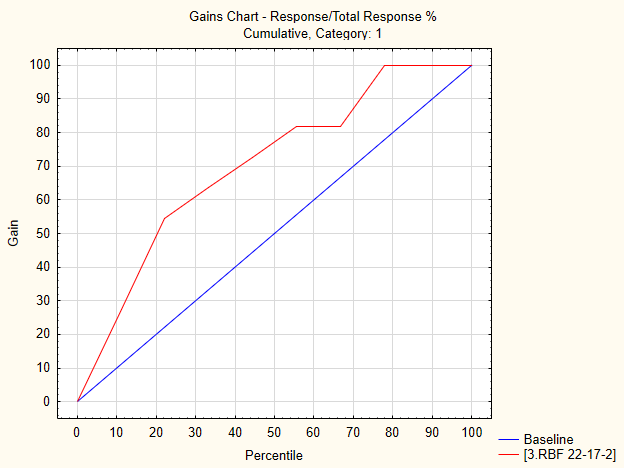 Gains Chart - Response/Total Response %
Cumulative, Category: 1
100
90
80
70
60
50
40
30
20
10
0
Gain
0 10 20 30 40 50 60 70 80 90 100
Percentile
Baseline
[3.RBF 22-17-2]